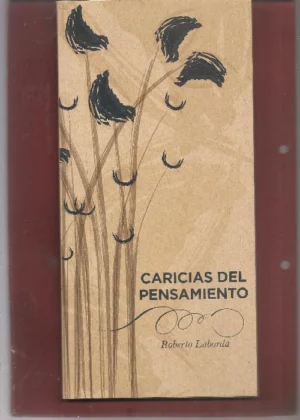 CARICIAS DEL
PENSAMIENTO
Roberto Laborda